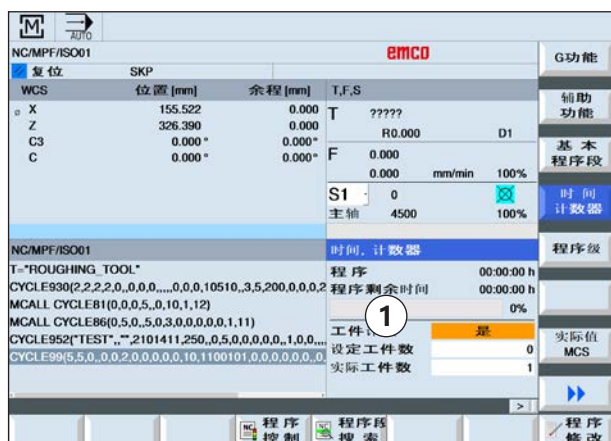 M
AUTO
NC/MPF/ISO01
emco
G功能
复位 SKP
WCS 位置 [mm] 余程 [mm] T,F,S
X 155.522 0.000
Z 326.390 0.000
C3 0.000 ° 0.000°
C 0.000 ° 0.000°
T ?????
R0.000 D1
F 0.000
0.000 mm/min 100%
S1 0
主轴 4500 100%
辅助
功能
基本
程序段
时间
计数器
程序级
实际值
MCS
NC/MPF/ISO01
T="ROUGHING_TOOL"
CYCLE930(2,2,2,2,0,,0,0,0,,,,,0,0,0,10510,,3,5,200,0,0,0,2
MCALL CYCLE81(0,0,0,5,,0,10,1,12)
MCALL CYCLE86(0,5,0,,5,0,3,0,0,0,0,0,1,11)
CYCLE952("TEST",,"",2101411,250,,0,5,0,0,0,0,0,,1,0,0,,,,
CYCLE99(5,5,0,,0,0,2,0,0,0,0,0,10,1100101,0,0,0,0,0,,0,
时间, 计数器
程序 00:00:00 h
程序剩余时间 00:00:00 h
0%
1
工件 是
设定工件数 0
实际工件数 1
>
NC 程序
控制
NC 程序段
搜索
程序
修改